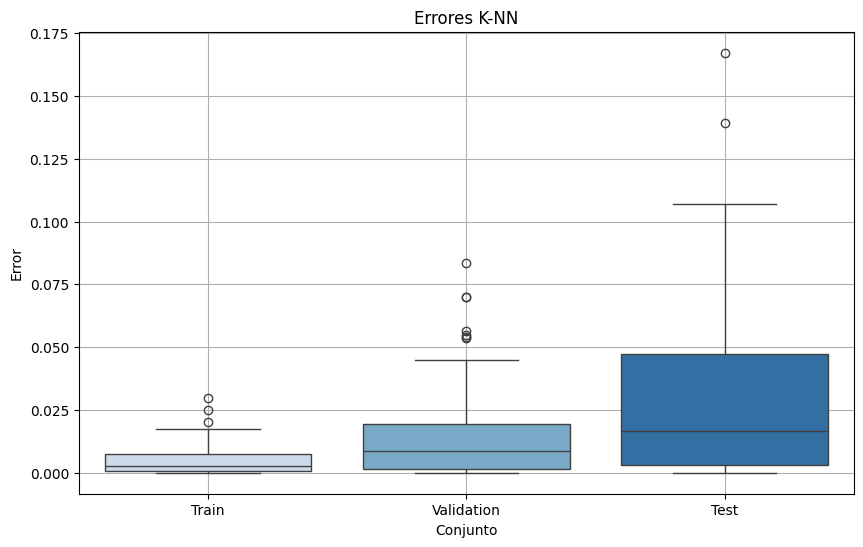 Errores K-NN
0.175
0.150
0.125
0.100
0.075
0.050
0.025
0.000
Error
Train
Validation
Test
Conjunto